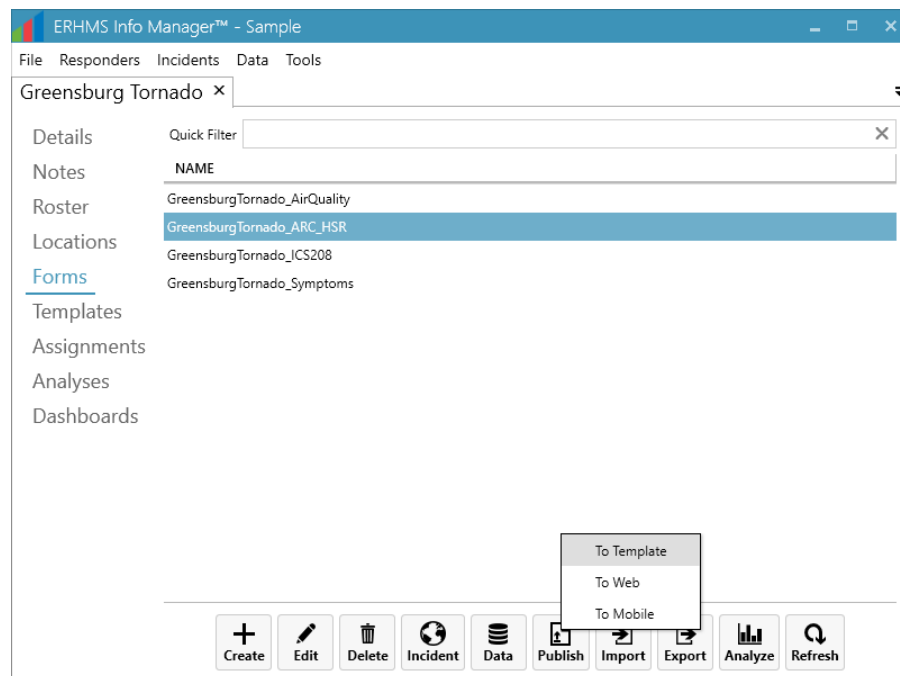 ERHMS Info Manager™ - Sample
File Responders Incidents Data Tools
Greensburg Tornado ×
Details
Notes
Roster
Locations
Forms
Templates
Assignments
Analyses
Dashboards
Quick Filter
NAME
GreensburgTornado_AirQuality
GreensburgTornado_ARC_HSR
GreensburgTornado_ICS208
GreensburgTornado_Symptoms
To Template
To Web
To Mobile
Create Edit Delete Incident Data Publish Import Export Analyze Refresh